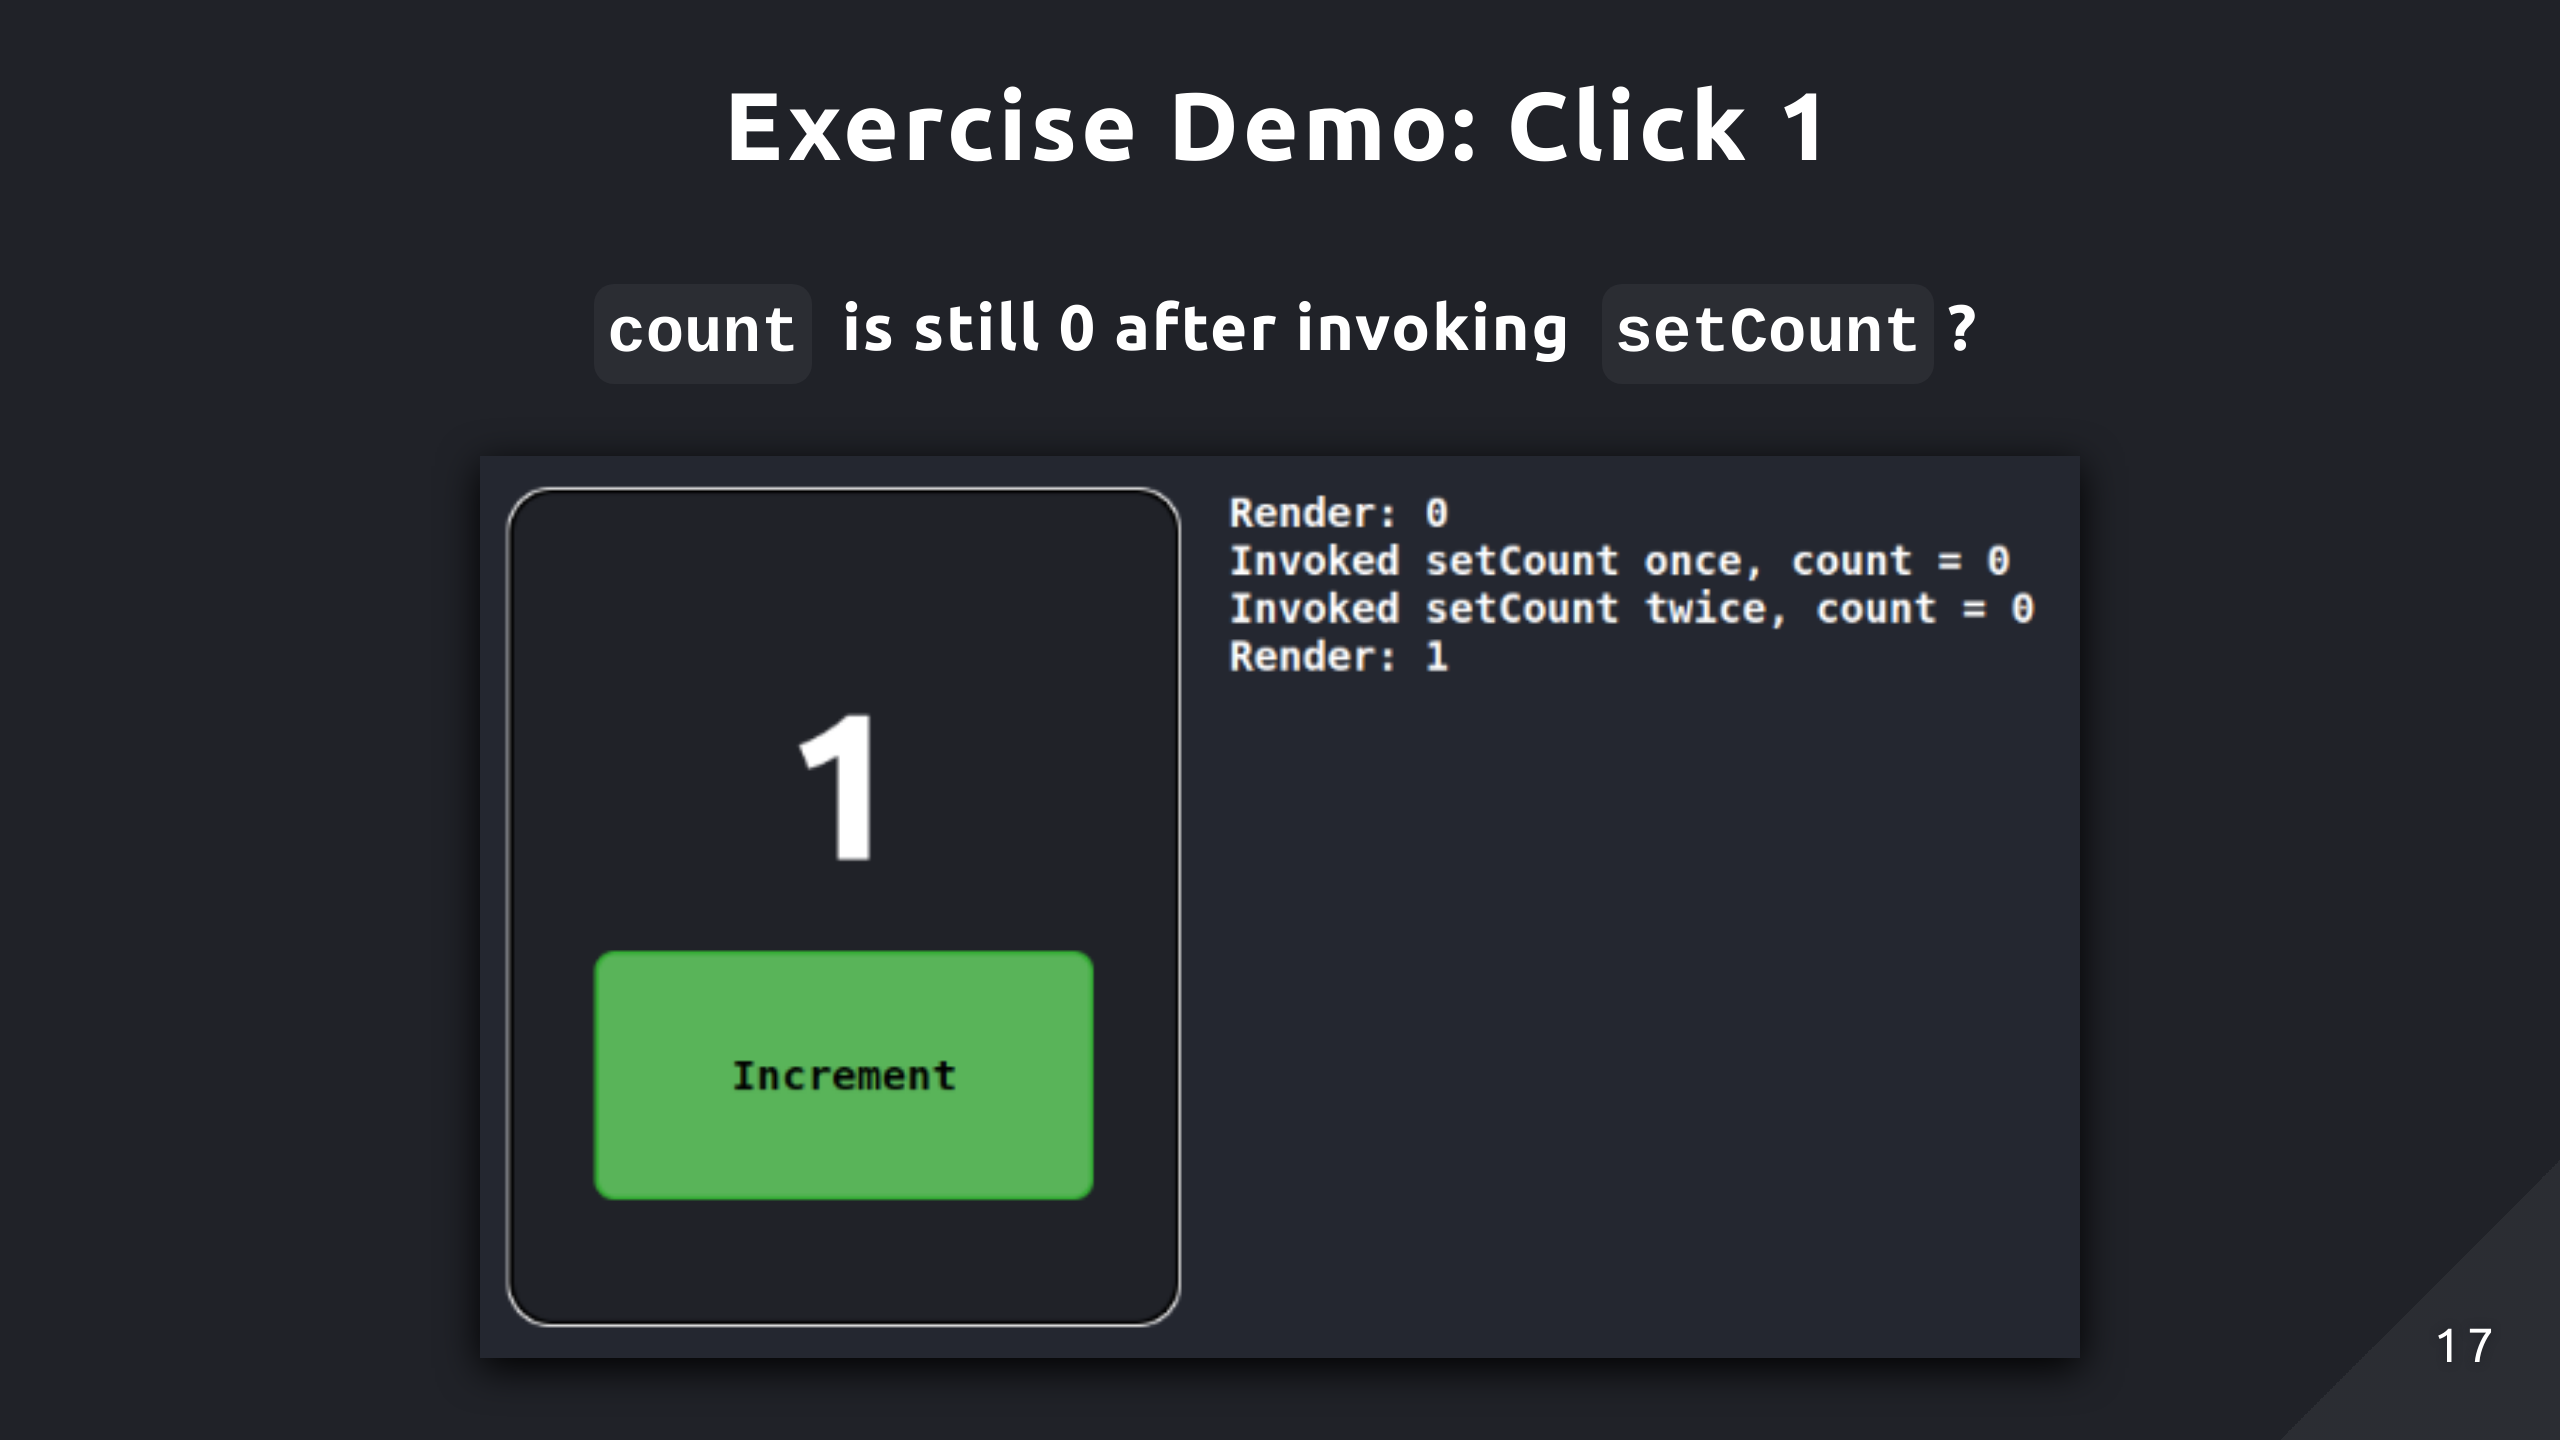 Exercise Demo: Click 1
count is still 0 after invoking setCount?
Render: 0
Invoked setCount once, count = 0
Invoked setCount twice, count = 0
Render: 1
1
Increment
17